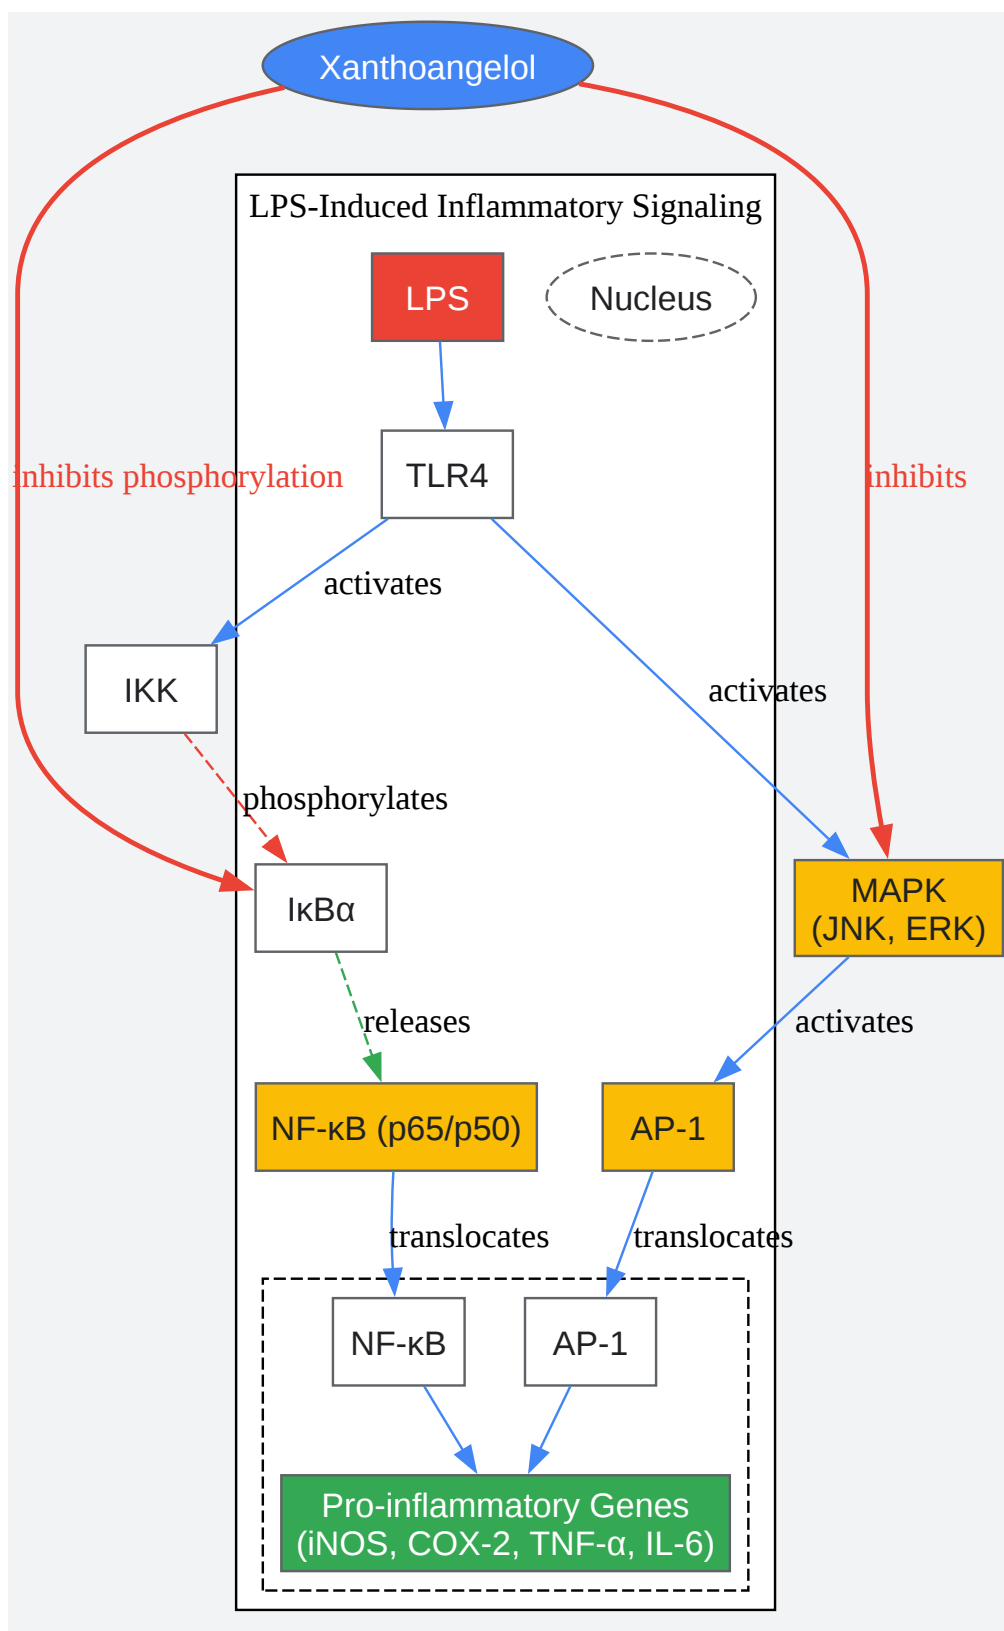 Xanthoangelol
LPS-Induced Inflammatory Signaling
LPS
Nucleus
inhibits phosphorylation
TLR4
inhibits
activates
IKK
activates
phosphorylates
IκBα
MAPK
(JNK, ERK)
releases
activates
NF-κB (p65/p50)
AP-1
translocates
translocates
NF-κB
AP-1
Pro-inflammatory Genes
(iNOS, COX-2, TNF-α, IL-6)